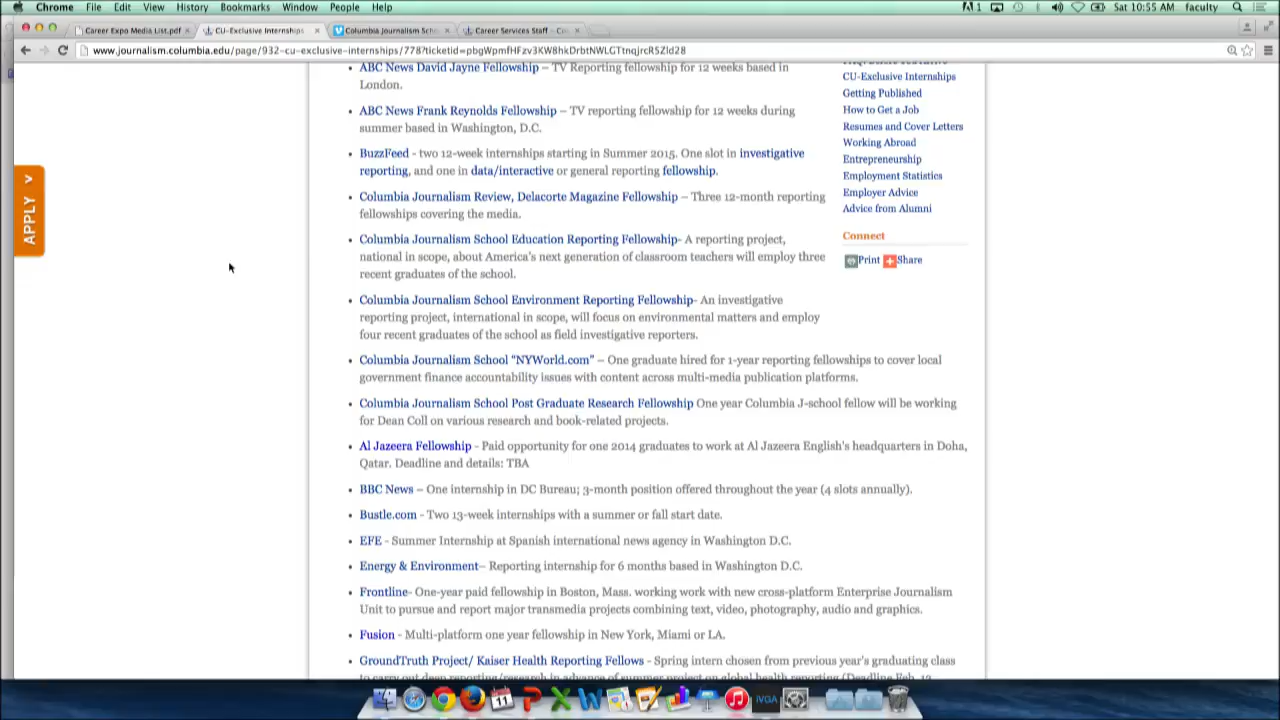 Chrome File Edit View History Bookmarks Window People Help
1 Sat 10:55 AM faculty
Career Expo Media List.pdf
CU-Exclusive Internships
Columbia Journalism Sch
Career Services Staff - Co
www.journalism.columbia.edu/page/932-cu-exclusive-internships/778?ticketid=pbgWpmfHFzv3KW8hkDrbtNWLGTtnqjrcR5Zld28
APPLY >
• ABC News David Jayne Fellowship – TV Reporting fellowship for 12 weeks based in
London.
• ABC News Frank Reynolds Fellowship – TV reporting fellowship for 12 weeks during
summer based in Washington, D.C.
• BuzzFeed - two 12-week internships starting in Summer 2015. One slot in investigative
reporting, and one in data/interactive or general reporting fellowship.
• Columbia Journalism Review, Delacorte Magazine Fellowship – Three 12-month reporting
fellowships covering the media.
• Columbia Journalism School Education Reporting Fellowship- A reporting project,
national in scope, about America's next generation of classroom teachers will employ three
recent graduates of the school.
• Columbia Journalism School Environment Reporting Fellowship- An investigative
reporting project, international in scope, will focus on environmental matters and employ
four recent graduates of the school as field investigative reporters.
• Columbia Journalism School "NYWorld.com" – One graduate hired for 1-year reporting fellowships to cover local
government finance accountability issues with content across multi-media publication platforms.
• Columbia Journalism School Post Graduate Research Fellowship One year Columbia J-school fellow will be working
for Dean Coll on various research and book-related projects.
• Al Jazeera Fellowship - Paid opportunity for one 2014 graduates to work at Al Jazeera English's headquarters in Doha,
Qatar. Deadline and details: TBA
• BBC News – One internship in DC Bureau; 3-month position offered throughout the year (4 slots annually).
• Bustle.com - Two 13-week internships with a summer or fall start date.
• EFE - Summer Internship at Spanish international news agency in Washington D.C.
• Energy & Environment– Reporting internship for 6 months based in Washington D.C.
• Frontline- One-year paid fellowship in Boston, Mass. working work with new cross-platform Enterprise Journalism
Unit to pursue and report major transmedia projects combining text, video, photography, audio and graphics.
• Fusion - Multi-platform one year fellowship in New York, Miami or LA.
• GroundTruth Project/ Kaiser Health Reporting Fellows - Spring intern chosen from previous year's graduating class
CU-Exclusive Internships
Getting Published
How to Get a Job
Resumes and Cover Letters
Working Abroad
Entrepreneurship
Employment Statistics
Employer Advice
Advice from Alumni
Connect
Print Share
11
iVGA